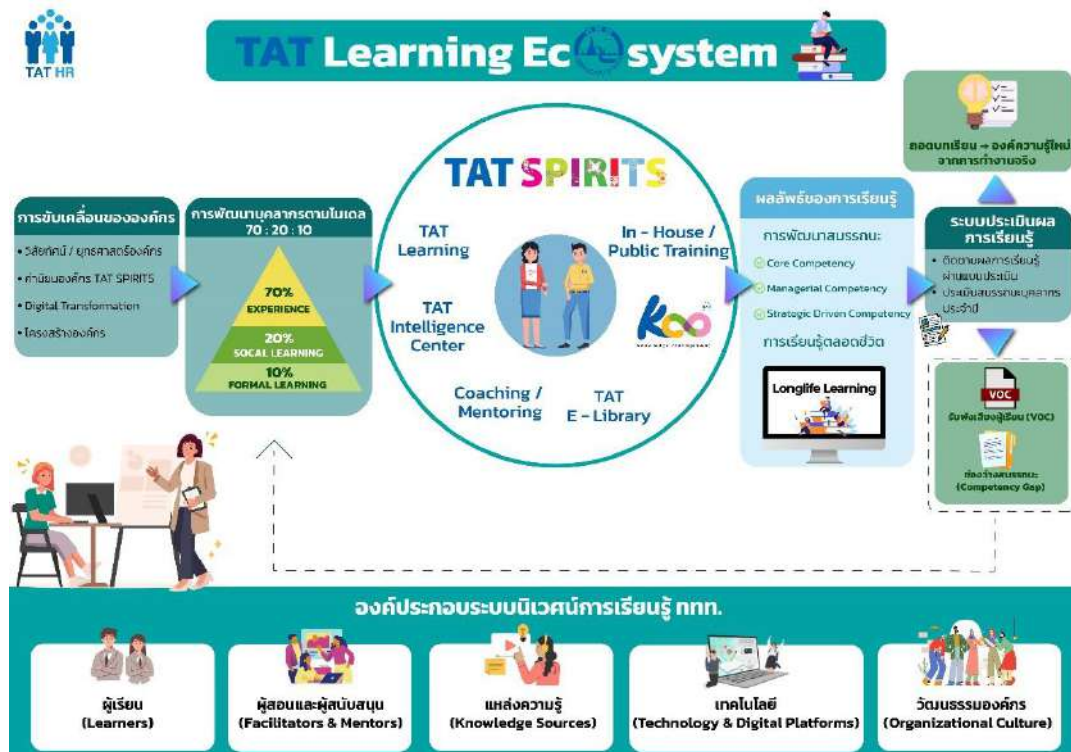 TAT HR
TAT Learning Ecosystem
การขับเคลื่อนขององค์กร
• วิสัยทัศน์ / ยุทธศาสตร์องค์กร
• ค่านิยมองค์กร TAT SPIRITS
• Digital Transformation
• โครงสร้างองค์กร
การพัฒนาบุคลากรตามโมเดล
70 : 20 : 10
70%
EXPERIENCE
20%
SOCAL LEARNING
10%
FORMAL LEARNING
TAT SPIRITS
TAT
Learning
In - House /
Public Training
TAT
Intelligence
Center
Coaching /
Mentoring
TAT
E - Library
ผลลัพธ์ของการเรียนรู้
การพัฒนาสมรรถนะ
Core Competency
Managerial Competency
Strategic Driven Competency
การเรียนรู้ตลอดชีวิต
Longlife Learning
ถอดบทเรียน → องค์ความรู้ใหม่
จากการทำงานจริง
ระบบประเมินผล
การเรียนรู้
• ติดตามผลการเรียนรู้
ผ่านแบบประเมิน
• ประเมินสมรรถนะบุคลากร
ประจำปี
VOC
รับฟังเสียงผู้เรียน (VOC)
ช่องว่างสมรรถนะ
(Competency Gap)
องค์ประกอบระบบนิเวศน์การเรียนรู้ ททท.
ผู้เรียน
(Learners)
ผู้สอนและผู้สนับสนุน
(Facilitators & Mentors)
แหล่งความรู้
(Knowledge Sources)
เทคโนโลยี
(Technology & Digital Platforms)
วัฒนธรรมองค์กร
(Organizational Culture)